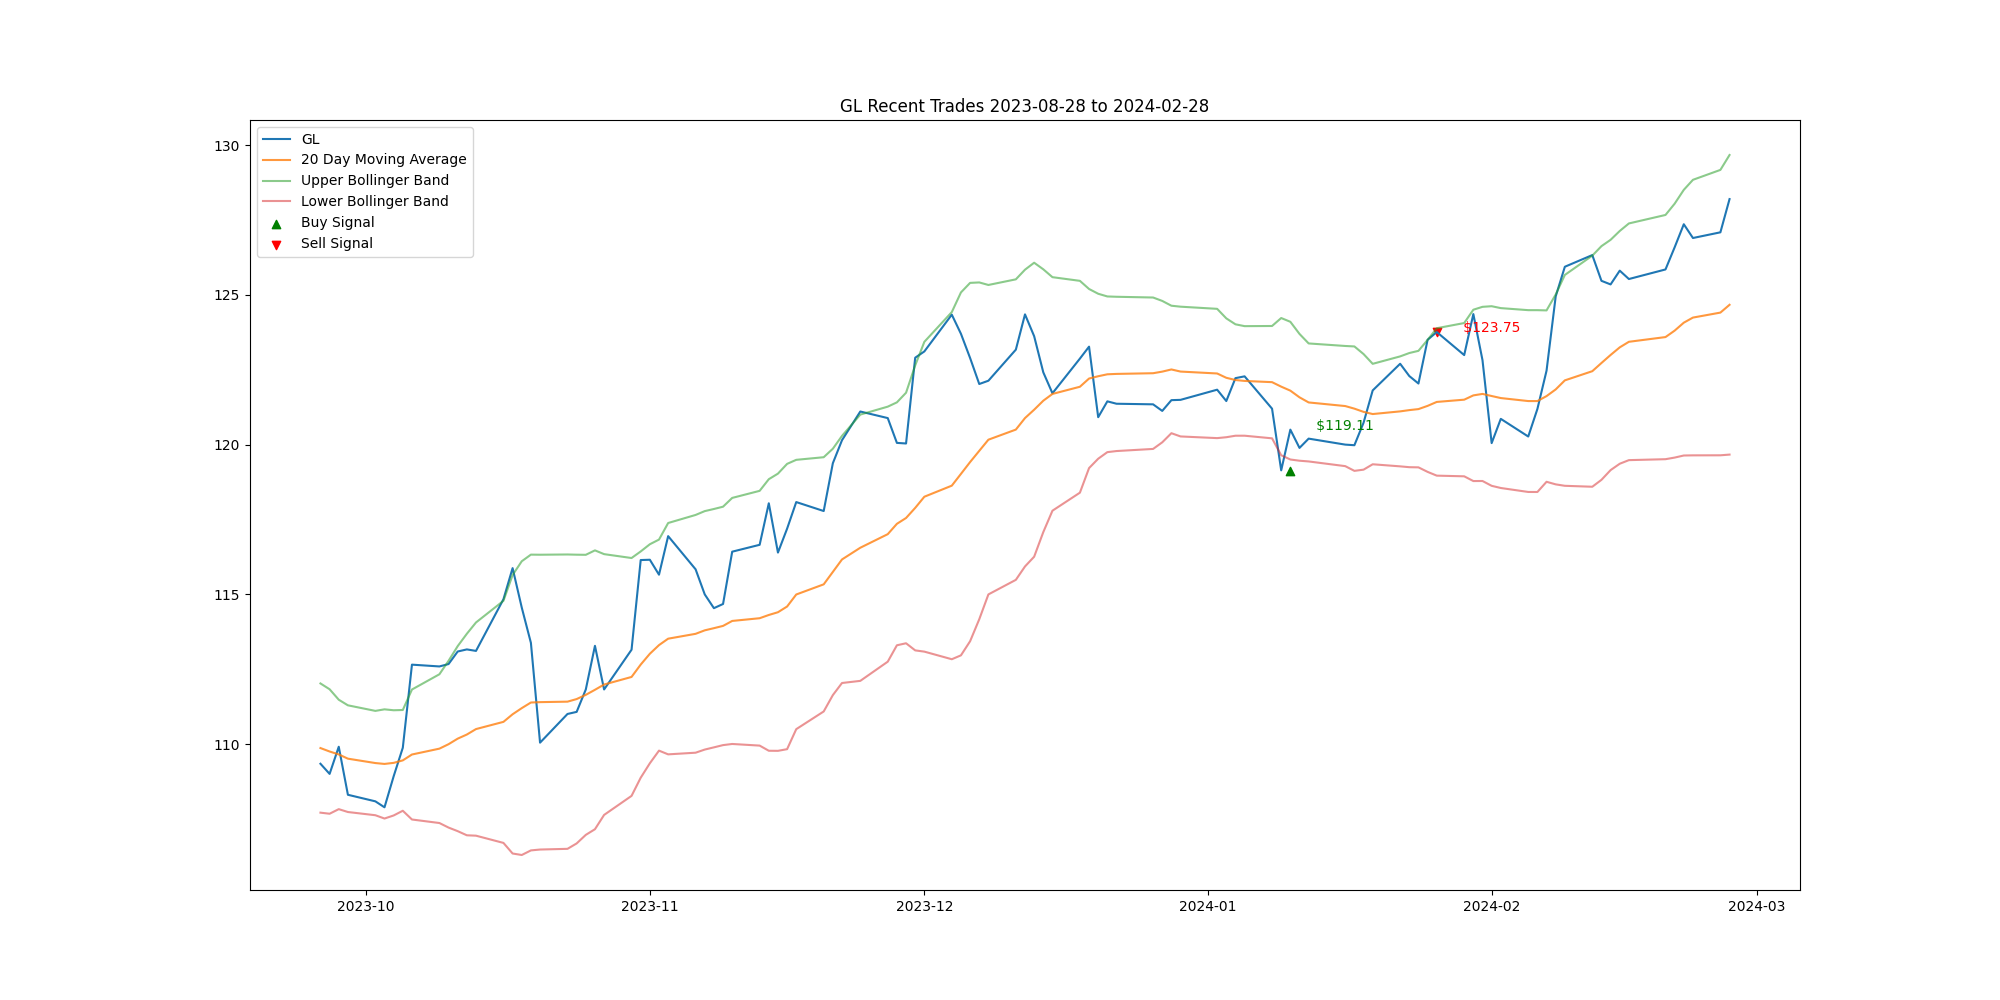 GL Recent Trades 2023-08-28 to 2024-02-28
GL
20 Day Moving Average
Upper Bollinger Band
Lower Bollinger Band
Buy Signal
Sell Signal
130
125
120
115
110
$123.75
$119.11
2023-10
2023-11
2023-12
2024-01
2024-02
2024-03